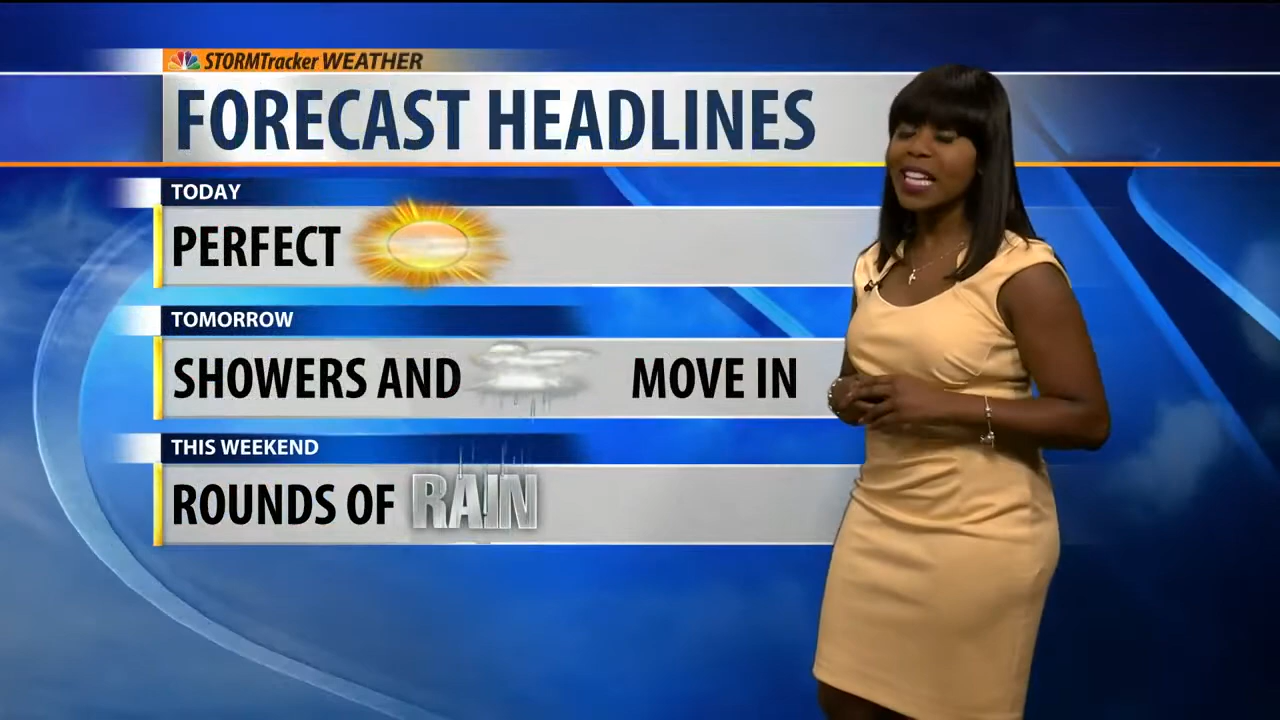 STORMTracker WEATHER
FORECAST HEADLINES
TODAY
PERFECT
TOMORROW
SHOWERS AND MOVE IN
THIS WEEKEND
ROUNDS OF RAIN